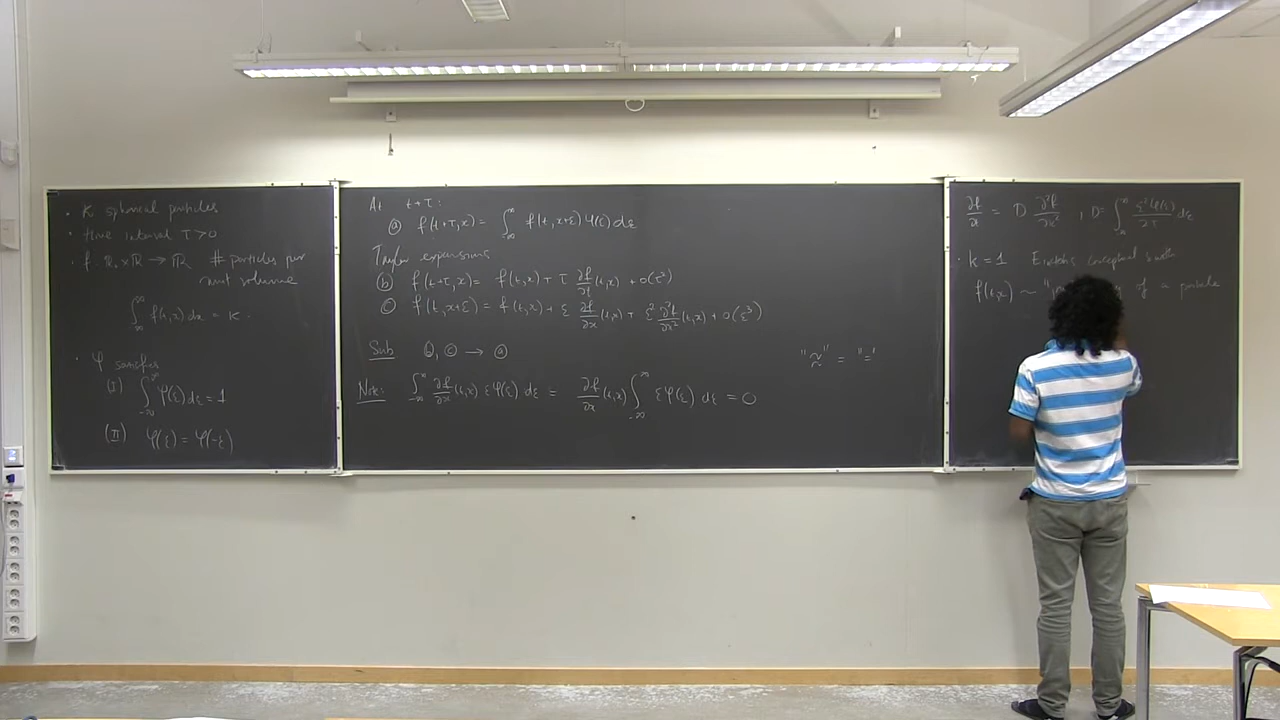 • K spherical particles
• time interval τ>0
• f: R₊×R → R # particles per
unit volume
∫_{-∞}^{∞} f(t,x) dx = K.
• φ satisfies
(I) ∫_{-∞}^{∞} φ(ε) dε = 1
(II) φ(ε) = φ(-ε)
At t+τ:
ⓐ f(t+τ,x) = ∫_{-∞}^{∞} f(t,x+ε) φ(ε) dε
Taylor expansions
ⓑ f(t+τ,x) = f(t,x) + τ ∂f/∂t (t,x) + o(τ²)
ⓒ f(t,x+ε) = f(t,x) + ε ∂f/∂x (t,x) + ε² ∂²f/∂x² (t,x) + o(ε³)
Sub ⓑ, ⓒ → ⓐ
"≈" = "="
Note: ∫_{-∞}^{∞} ∂f/∂x (t,x) εφ(ε) dε = ∂f/∂x (t,x) ∫_{-∞}^{∞} εφ(ε) dε = 0
∂f/∂t = D ∂²f/∂x² , D = ∫_{-∞}^{∞} ε²φ(ε)/2τ dε
• K=1 Einstein's conceptual
f(t,x) ~ of a particle